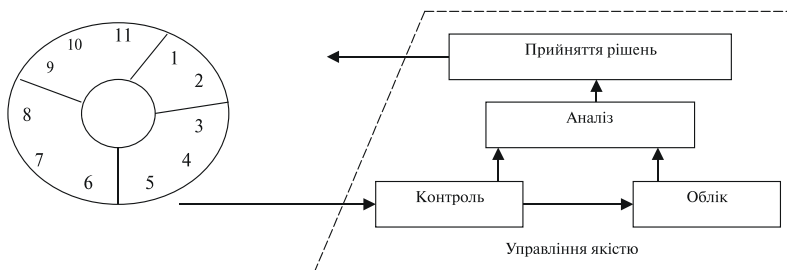 11
10
1
9
2
8
3
7
4
6
5
Прийняття рішень
Аналіз
Контроль
Облік
Управління якістю